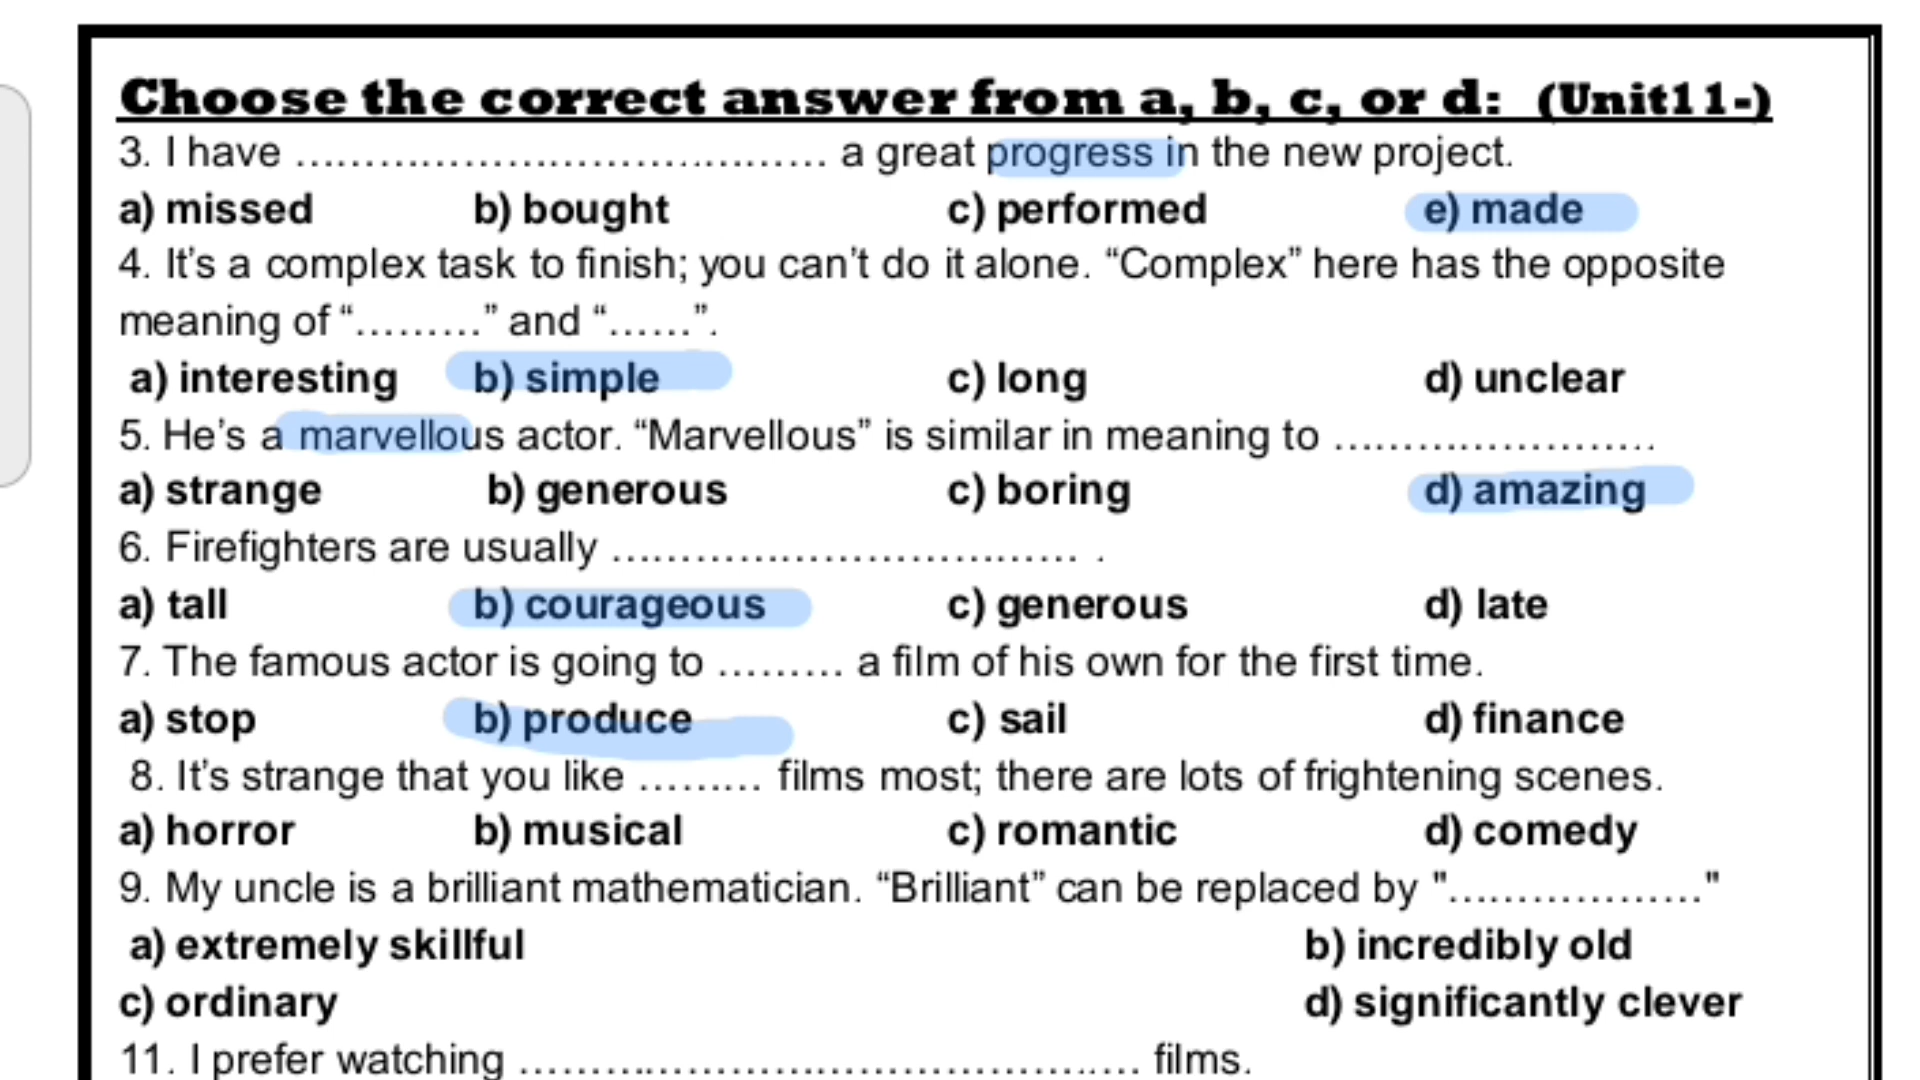 Choose the correct answer from a, b, c, or d: (Unit11-)
3. I have ………………………………… a great progress in the new project.
a) missed b) bought c) performed e) made
4. It’s a complex task to finish; you can’t do it alone. “Complex” here has the opposite
meaning of “………” and “……”.
a) interesting b) simple c) long d) unclear
5. He’s a marvellous actor. “Marvellous” is similar in meaning to ……………………
a) strange b) generous c) boring d) amazing
6. Firefighters are usually …………………………… .
a) tall b) courageous c) generous d) late
7. The famous actor is going to ……… a film of his own for the first time.
a) stop b) produce c) sail d) finance
8. It’s strange that you like ……… films most; there are lots of frightening scenes.
a) horror b) musical c) romantic d) comedy
9. My uncle is a brilliant mathematician. “Brilliant” can be replaced by "………………"
a) extremely skillful b) incredibly old
c) ordinary d) significantly clever
11. I prefer watching ……………………………………… films.